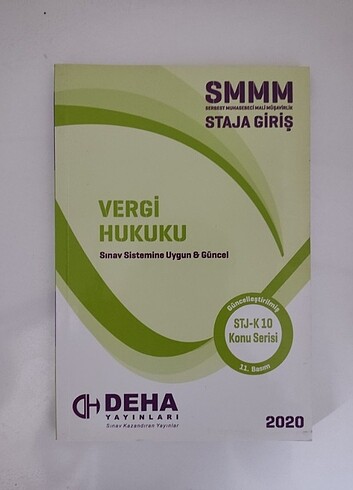 SMMM
SERBEST MUHASEBECİ MALİ MÜŞAVİRLİK
STAJA GİRİŞ
VERGİ
HUKUKU
Sınav Sistemine Uygun & Güncel
Güncelleştirilmiş
STJ-K 10
Konu Serisi
11. Basım
DEHA
YAYINLARI
Sınav Kazandıran Yayınlar
2020